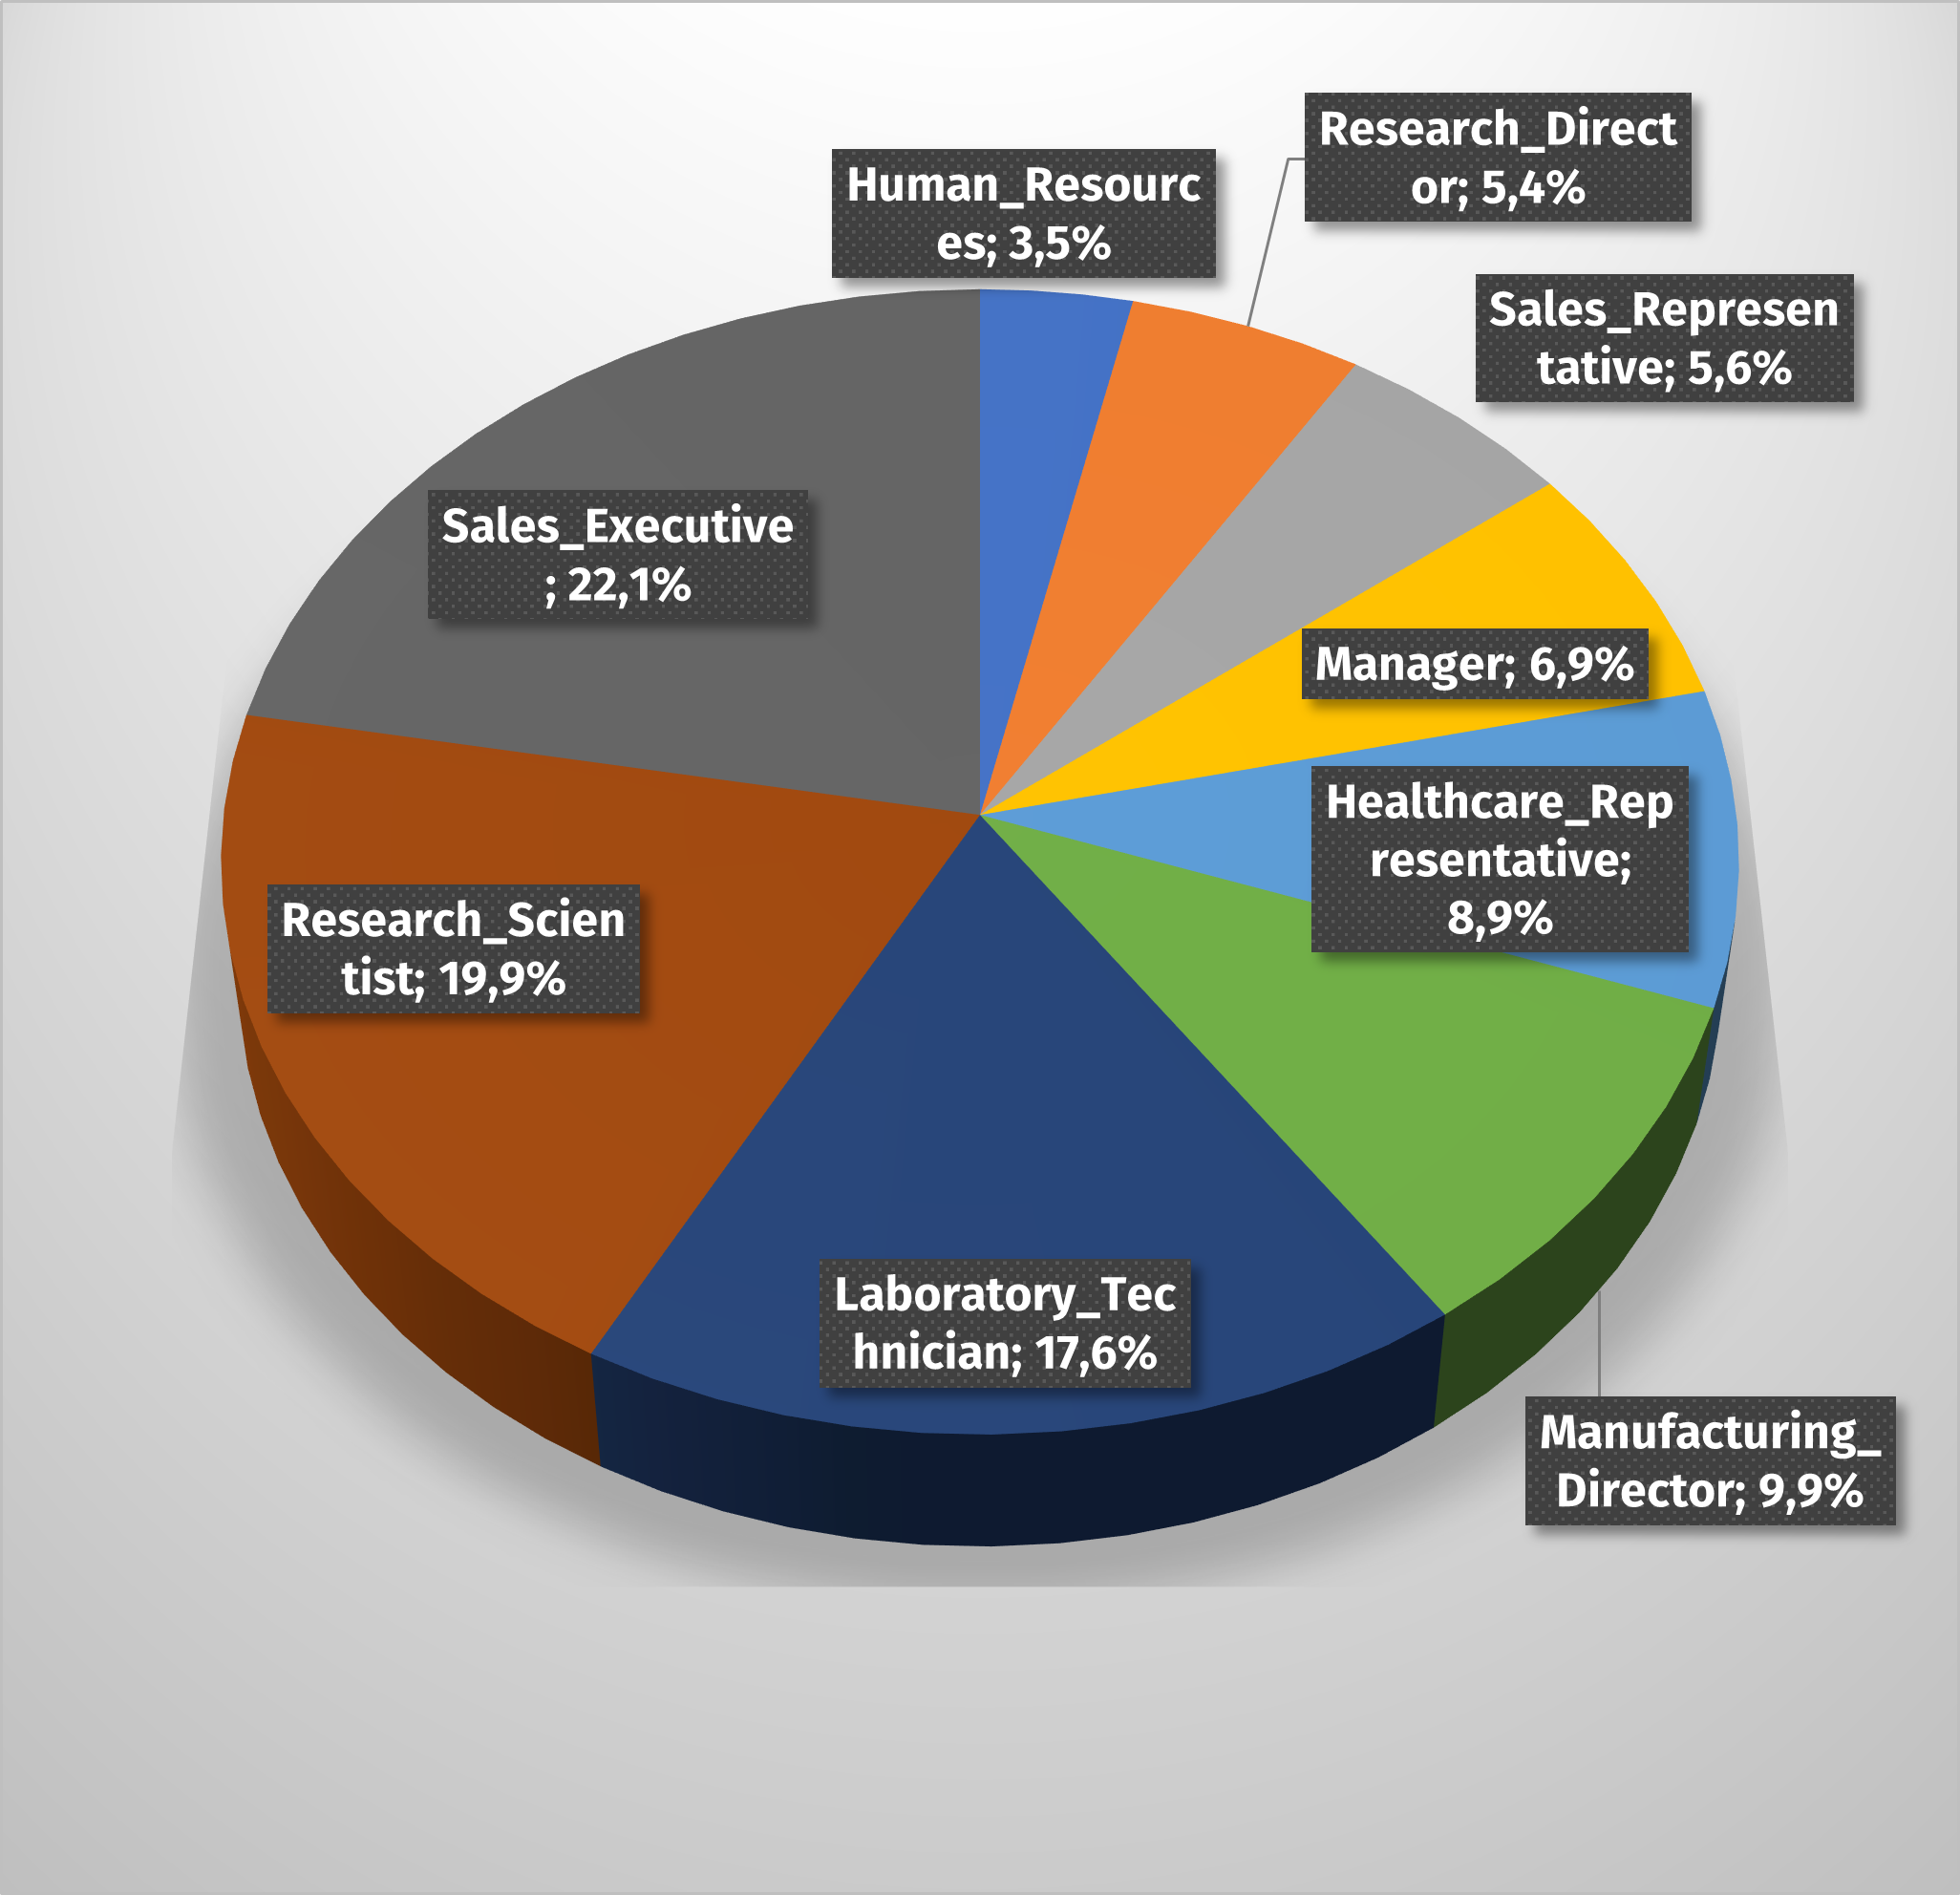 Research_Direct
or; 5,4%
Human_Resourc
es; 3,5%
Sales_Represen
tative; 5,6%
Sales_Executive
; 22,1%
Manager; 6,9%
Healthcare_Rep
resentative;
8,9%
Research_Scien
tist; 19,9%
Laboratory_Tec
hnician; 17,6%
Manufacturing_
Director; 9,9%